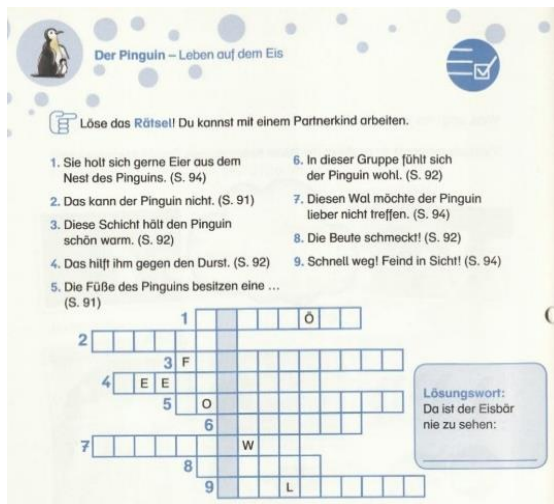 Der Pinguin – Leben auf dem Eis
Löse das Rätsel! Du kannst mit einem Partnerkind arbeiten.
1. Sie holt sich gerne Eier aus dem
Nest des Pinguins. (S. 94)
2. Das kann der Pinguin nicht. (S. 91)
3. Diese Schicht hält den Pinguin
schön warm. (S. 92)
4. Das hilft ihm gegen den Durst. (S. 92)
5. Die Füße des Pinguins besitzen eine ...
(S. 91)
6. In dieser Gruppe fühlt sich
der Pinguin wohl. (S. 92)
7. Diesen Wal möchte der Pinguin
lieber nicht treffen. (S. 94)
8. Die Beute schmeckt! (S. 92)
9. Schnell weg! Feind in Sicht! (S. 94)
1 Ö
2
3 F
4 E E
5 O
6
7 W
8
9 L
Lösungswort:
Da ist der Eisbär
nie zu sehen: